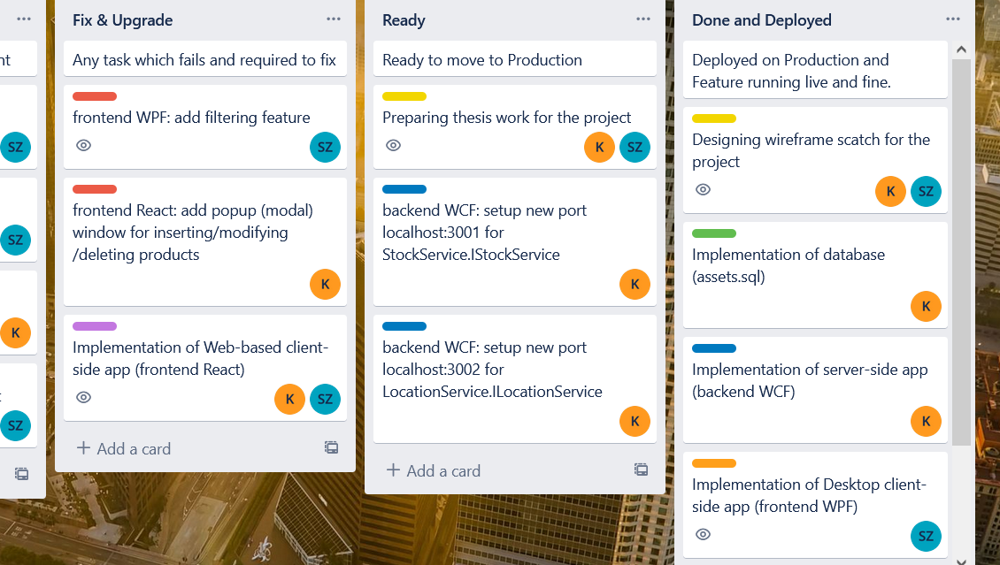 nt
SZ
SZ
K
t
SZ
Fix & Upgrade
Any task which fails and required to fix
frontend WPF: add filtering feature
SZ
frontend React: add popup (modal)
window for inserting/modifying
/deleting products
K
Implementation of Web-based client-
side app (frontend React)
K SZ
+ Add a card
Ready
Ready to move to Production
Preparing thesis work for the project
K SZ
backend WCF: setup new port
localhost:3001 for
StockService.IStockService
K
backend WCF: setup new port
localhost:3002 for
LocationService.ILocationService
K
+ Add a card
Done and Deployed
Deployed on Production and
Feature running live and fine.
Designing wireframe scatch for the
project
K SZ
Implementation of database
(assets.sql)
K
Implementation of server-side app
(backend WCF)
K
Implementation of Desktop client-
side app (frontend WPF)
SZ